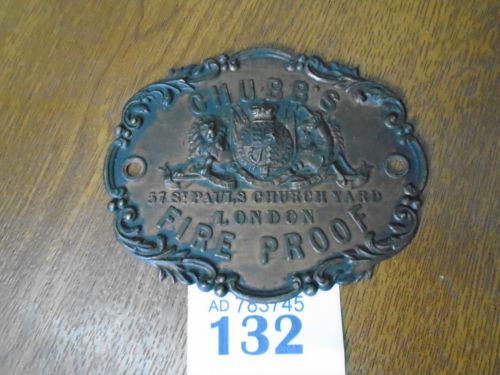 CHUBB'S
57 ST PAULS CHURCH YARD
LONDON
FIRE PROOF
AD 783745
132